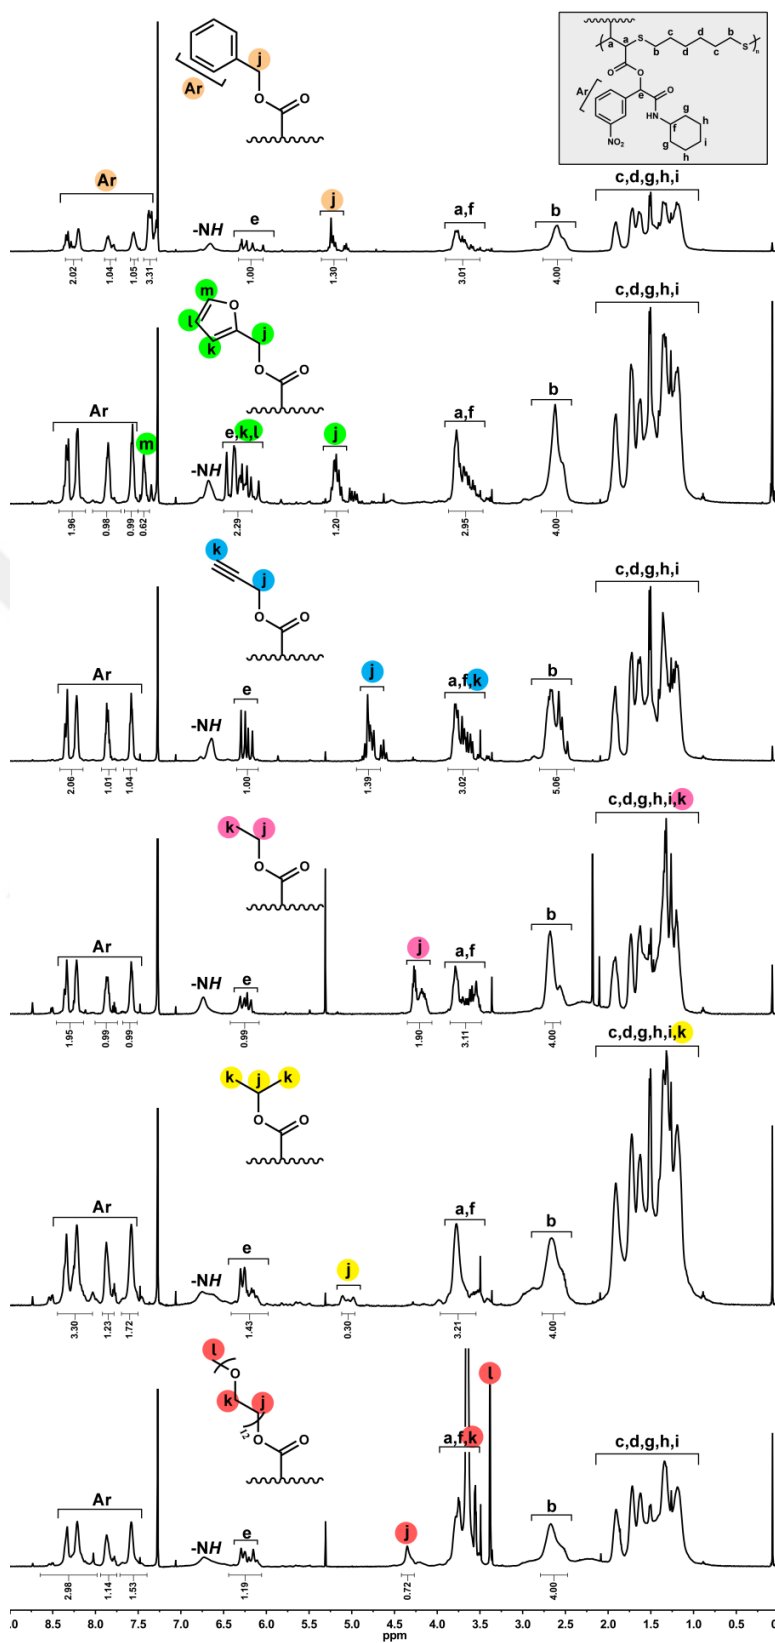 a
a
S
b
c
d
d
c
b
S
n
O
O
O
Ar
e
HN
g
f
h
i
g
h
NO2
j
O
O
Ar
Ar
-NH
e
j
a,f
b
c,d,g,h,i
2.02
1.04
1.05
3.31
1.00
1.30
3.01
4.00
m
O
l
k
j
O
O
Ar
m
-NH
e,k,l
j
a,f
b
c,d,g,h,i
1.96
0.98
0.99
0.62
2.29
1.20
2.95
4.00
k
j
O
O
Ar
-NH
e
j
a,f,k
b
c,d,g,h,i
2.06
1.01
1.04
1.00
1.39
3.02
5.06
k
j
O
O
Ar
-NH
e
j
a,f
b
c,d,g,h,i,k
1.95
0.99
0.99
0.99
1.90
3.11
4.00
k
j
k
O
O
Ar
-NH
e
j
a,f
b
c,d,g,h,i,k
3.30
1.23
1.72
1.43
0.30
3.21
4.00
l
O
k
j
12
O
O
Ar
-NH
e
j
a,f,k
l
b
c,d,g,h,i
2.98
1.14
1.53
1.19
0.72
4.00
8.5 8.0 7.5 7.0 6.5 6.0 5.5 5.0 4.5 4.0 3.5 3.0 2.5 2.0 1.5 1.0 0.5
ppm